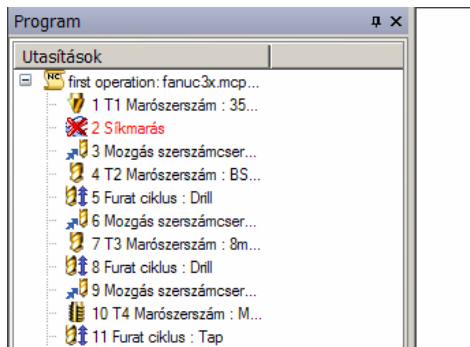 Program
Utasítások
first operation: fanuc3x.mcp...
1 T1 Marószerszám : 35...
2 Síkmarás
3 Mozgás szerszámcser...
4 T2 Marószerszám : BS...
5 Furat ciklus : Drill
6 Mozgás szerszámcser...
7 T3 Marószerszám : 8m...
8 Furat ciklus : Drill
9 Mozgás szerszámcser...
10 T4 Marószerszám : M...
11 Furat ciklus : Tap